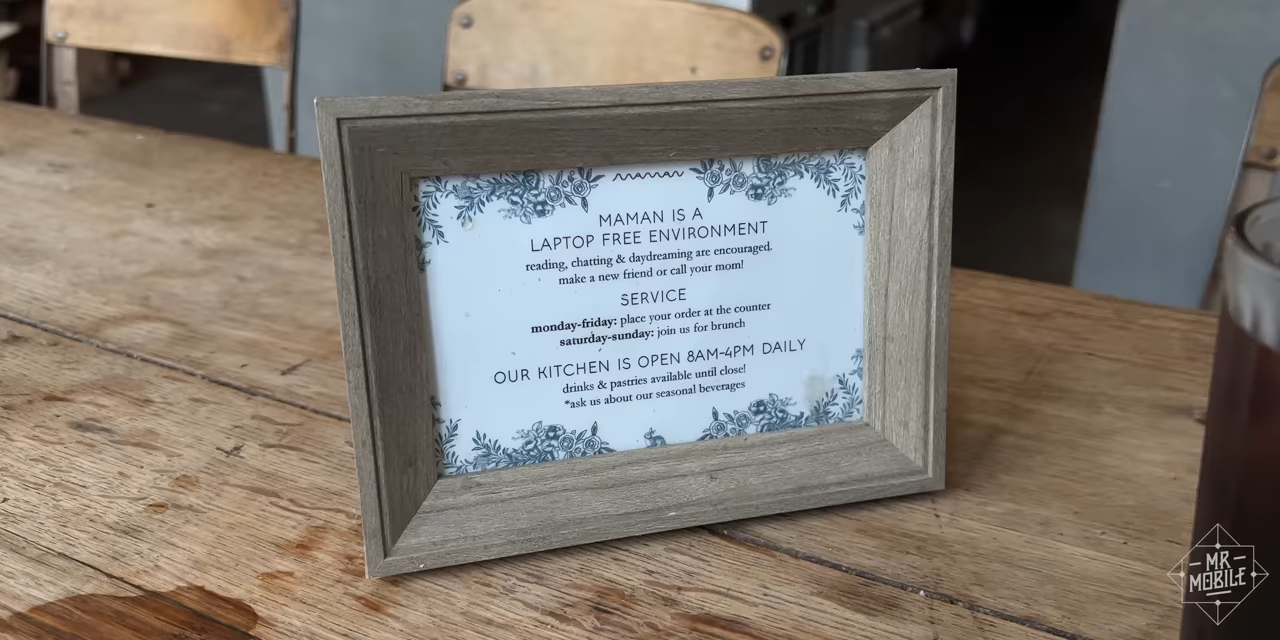 maman
MAMAN IS A
LAPTOP FREE ENVIRONMENT
reading, chatting & daydreaming are encouraged.
make a new friend or call your mom!
SERVICE
monday-friday: place your order at the counter
saturday-sunday: join us for brunch
OUR KITCHEN IS OPEN 8AM-4PM DAILY
drinks & pastries available until close!
*ask us about our seasonal beverages
MR
MOBILE